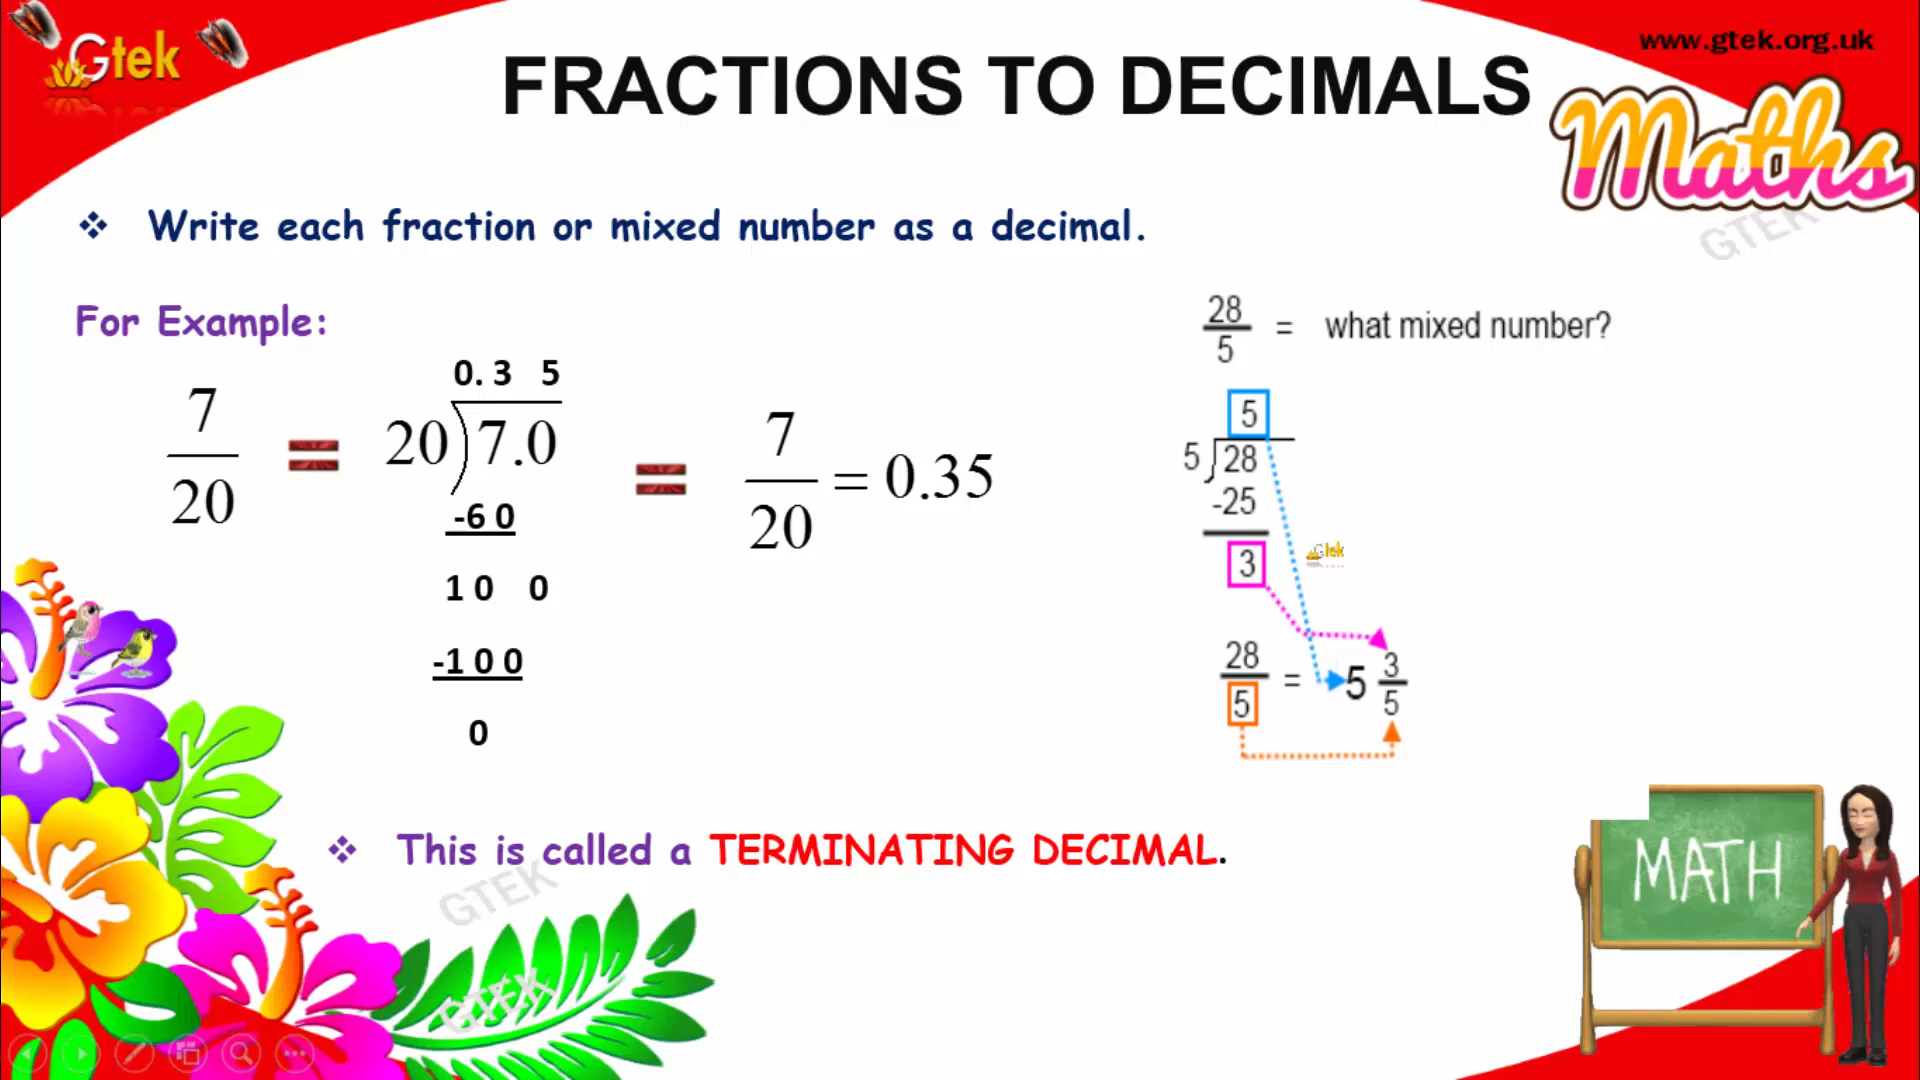 Gtek
www.gtek.org.uk
FRACTIONS TO DECIMALS
Maths
GTEK
❖ Write each fraction or mixed number as a decimal.
For Example:
7/20 = 20)7.0 = 7/20 = 0.35
0.3 5
-6 0
1 0 0
-1 0 0
0
28/5 = what mixed number?
5
5)28
-25
3
Gtek
28/5 = 5 3/5
❖ This is called a TERMINATING DECIMAL.
GTEK
GTEK
MATH